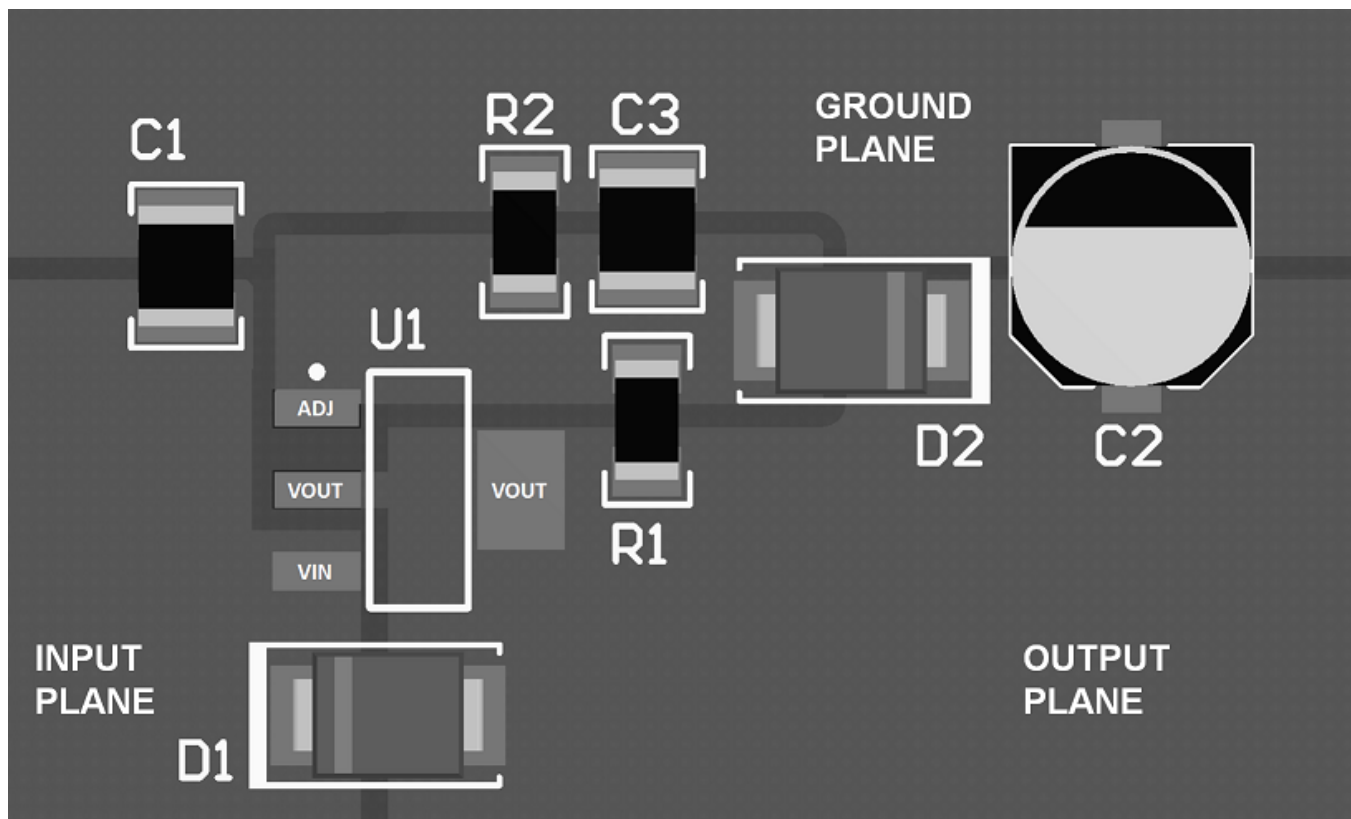 C1
R2
C3
GROUND
PLANE
U1
ADJ
VOUT
VOUT
VIN
R1
D2
C2
INPUT
PLANE
D1
OUTPUT
PLANE